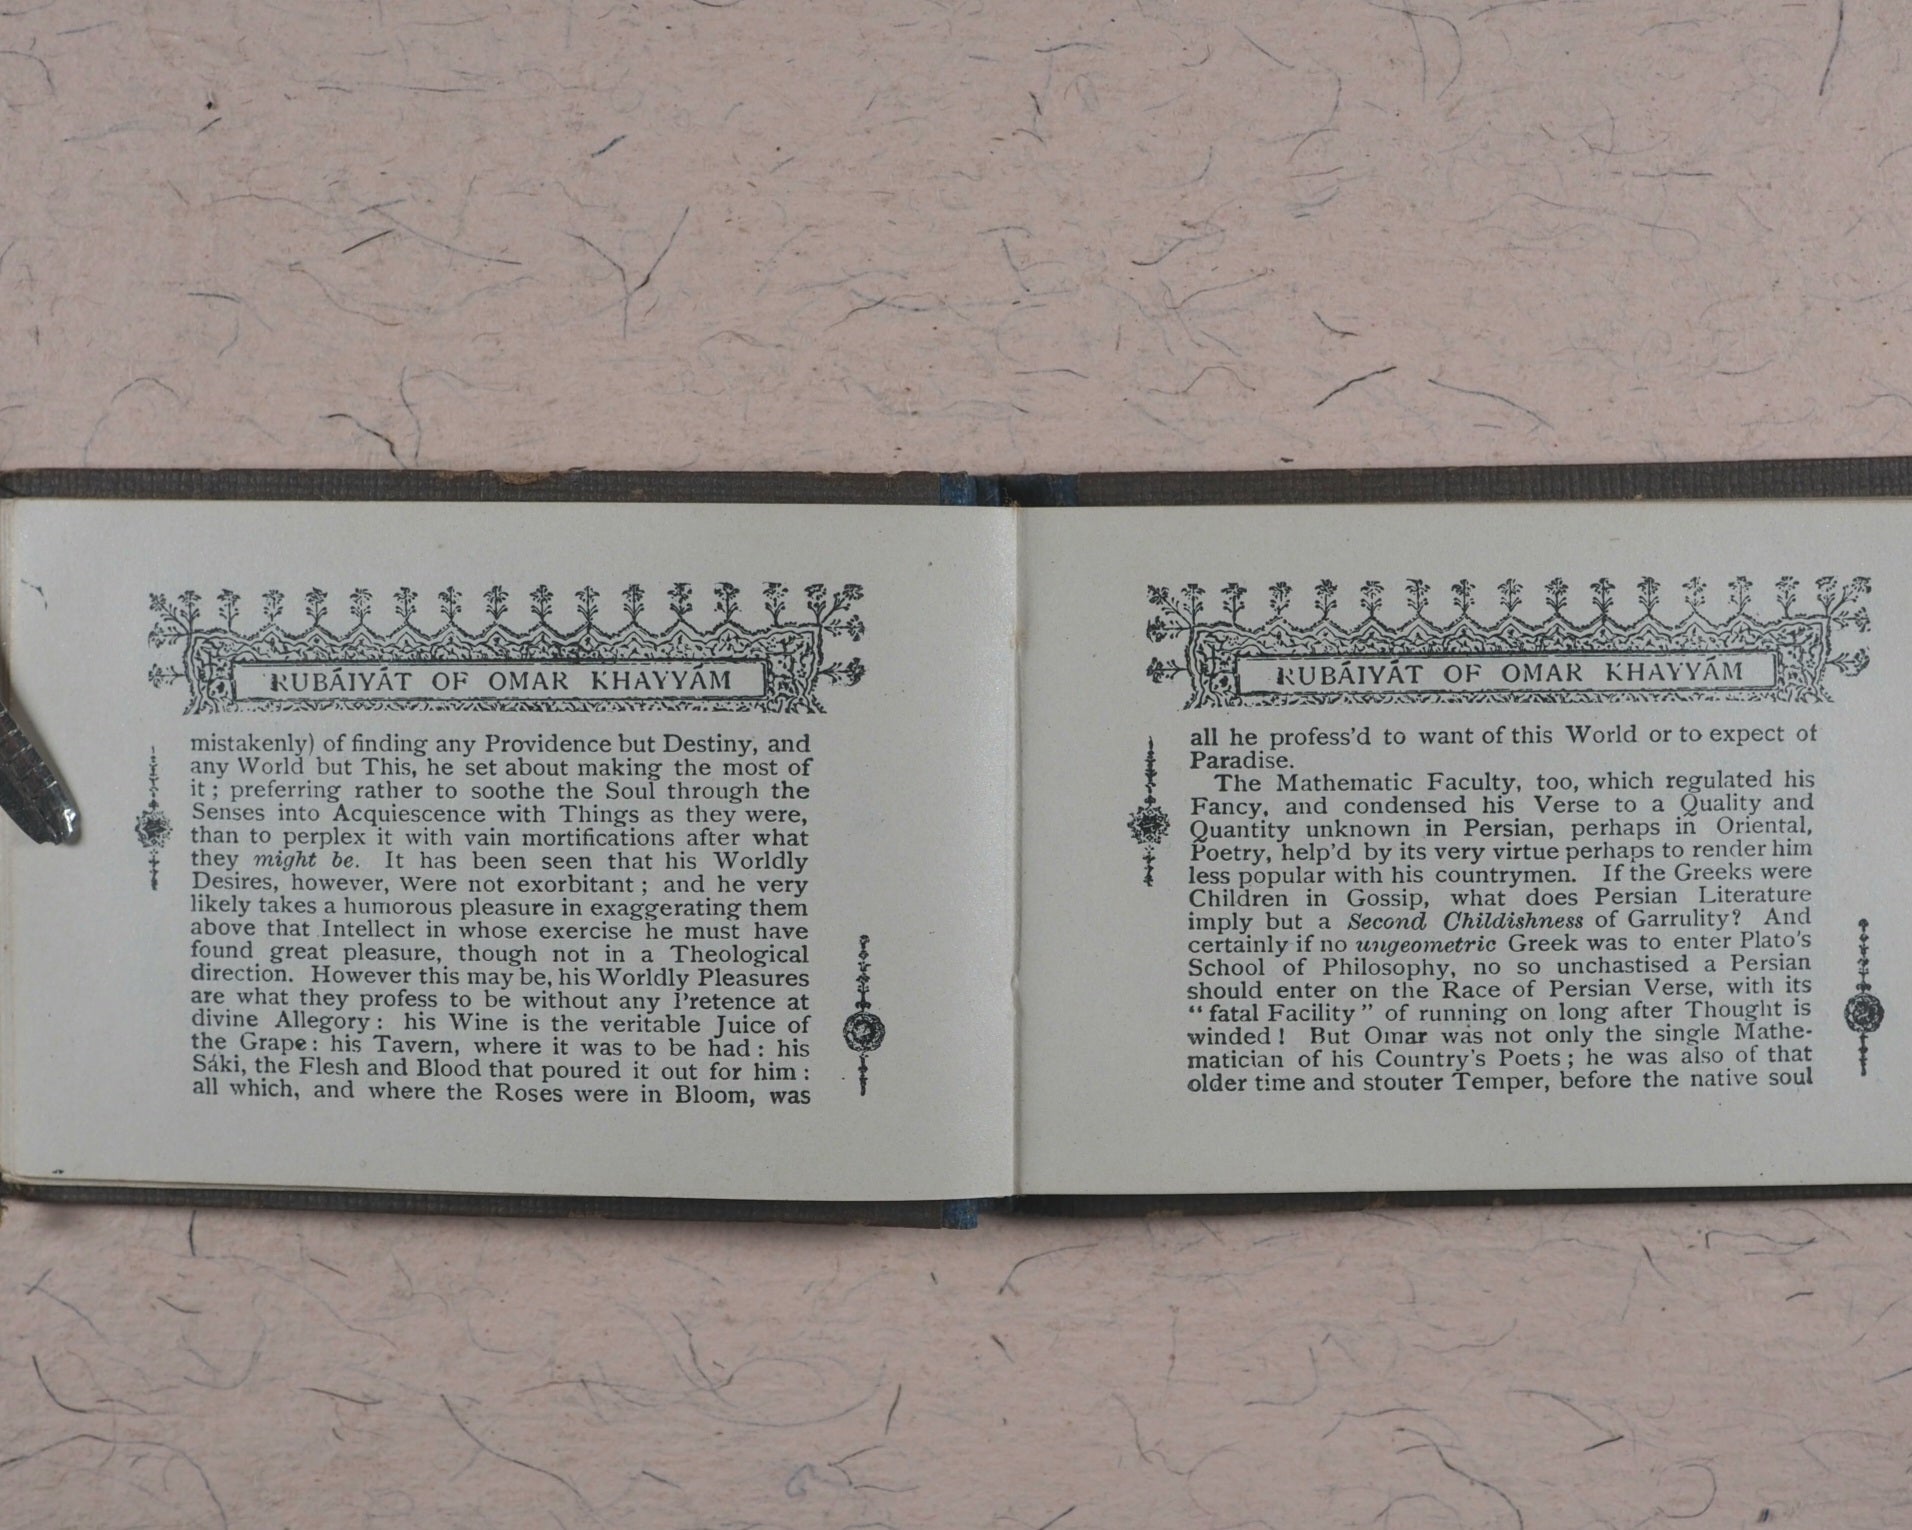 RUBÁIYÁT OF OMAR KHAYYÁM
mistakenly) of finding any Providence but Destiny, and
any World but This, he set about making the most of
it; preferring rather to soothe the Soul through the
Senses into Acquiescence with Things as they were,
than to perplex it with vain mortifications after what
they might be. It has been seen that his Worldly
Desires, however, Were not exorbitant; and he very
likely takes a humorous pleasure in exaggerating them
above that Intellect in whose exercise he must have
found great pleasure, though not in a Theological
direction. However this may be, his Worldly Pleasures
are what they profess to be without any Pretence at
divine Allegory: his Wine is the veritable Juice of
the Grape: his Tavern, where it was to be had: his
Sáki, the Flesh and Blood that poured it out for him:
all which, and where the Roses were in Bloom, was
RUBÁIYÁT OF OMAR KHAYYÁM
all he profess'd to want of this World or to expect of
Paradise.
The Mathematic Faculty, too, which regulated his
Fancy, and condensed his Verse to a Quality and
Quantity unknown in Persian, perhaps in Oriental,
Poetry, help'd by its very virtue perhaps to render him
less popular with his countrymen. If the Greeks were
Children in Gossip, what does Persian Literature
imply but a Second Childishness of Garrulity? And
certainly if no ungeometric Greek was to enter Plato's
School of Philosophy, no so unchastised a Persian
should enter on the Race of Persian Verse, with its
"fatal Facility" of running on long after Thought is
winded! But Omar was not only the single Mathe-
matician of his Country's Poets; he was also of that
older time and stouter Temper, before the native soul